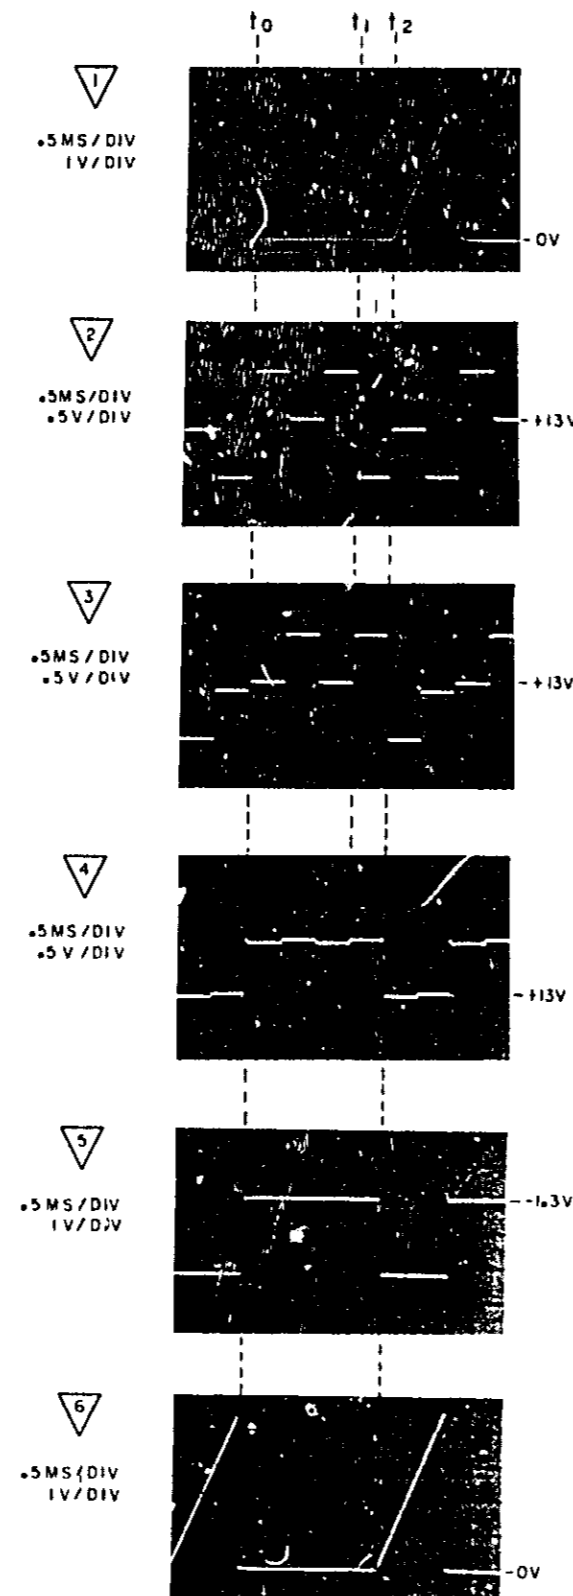 t0 t1 t2
1
.5MS/DIV
1V/DIV
-0V
2
.5MS/DIV
.5V/DIV
-+13V
3
.5MS/DIV
.5V/DIV
-+13V
4
.5MS/DIV
.5V/DIV
-+13V
5
.5MS/DIV
1V/DIV
--1.3V
6
.5MS/DIV
1V/DIV
-0V